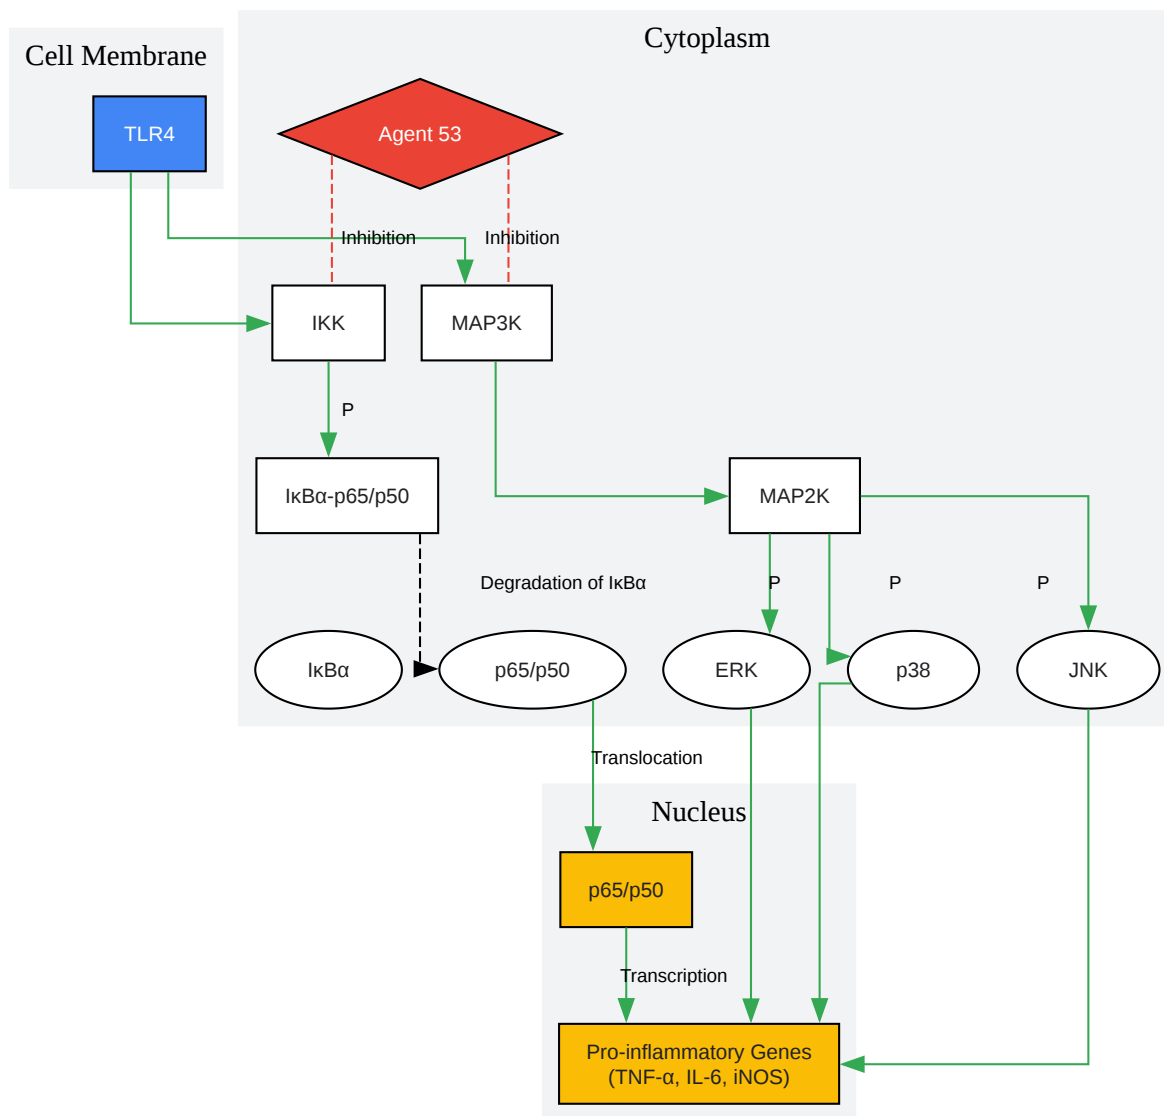 Cytoplasm
Cell Membrane
TLR4
Agent 53
Inhibition
Inhibition
IKK
MAP3K
P
IκBα-p65/p50
MAP2K
Degradation of IκBα
P
P
P
IκBα
p65/p50
ERK
p38
JNK
Translocation
Nucleus
p65/p50
Transcription
Pro-inflammatory Genes
(TNF-α, IL-6, iNOS)